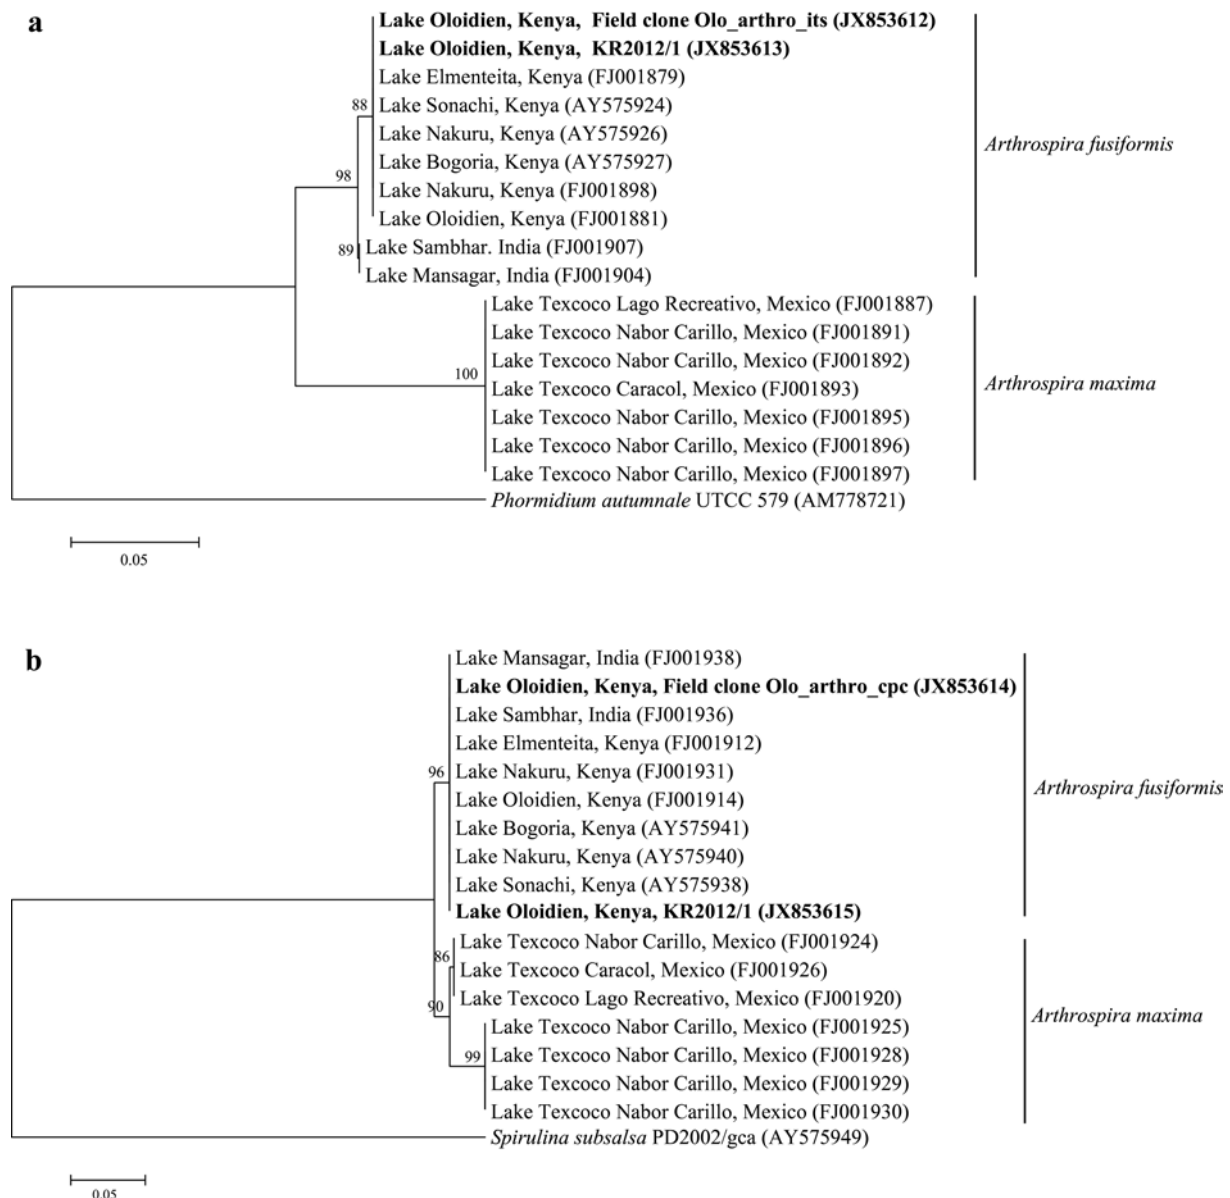 a
Lake Oloidien, Kenya, Field clone Olo_arthro_its (JX853612)
Lake Oloidien, Kenya, KR2012/1 (JX853613)
Lake Elmenteita, Kenya (FJ001879)
88
Lake Sonachi, Kenya (AY575924)
Lake Nakuru, Kenya (AY575926)
Arthrospira fusiformis
Lake Bogoria, Kenya (AY575927)
98
Lake Nakuru, Kenya (FJ001898)
Lake Oloidien, Kenya (FJ001881)
89
Lake Sambhar. India (FJ001907)
Lake Mansagar, India (FJ001904)
Lake Texcoco Lago Recreativo, Mexico (FJ001887)
Lake Texcoco Nabor Carillo, Mexico (FJ001891)
Lake Texcoco Nabor Carillo, Mexico (FJ001892)
100
Lake Texcoco Caracol, Mexico (FJ001893)
Arthrospira maxima
Lake Texcoco Nabor Carillo, Mexico (FJ001895)
Lake Texcoco Nabor Carillo, Mexico (FJ001896)
Lake Texcoco Nabor Carillo, Mexico (FJ001897)
Phormidium autumnale UTCC 579 (AM778721)
0.05
b
Lake Mansagar, India (FJ001938)
Lake Oloidien, Kenya, Field clone Olo_arthro_cpc (JX853614)
Lake Sambhar, India (FJ001936)
Lake Elmenteita, Kenya (FJ001912)
96
Lake Nakuru, Kenya (FJ001931)
Arthrospira fusiformis
Lake Oloidien, Kenya (FJ001914)
Lake Bogoria, Kenya (AY575941)
Lake Nakuru, Kenya (AY575940)
Lake Sonachi, Kenya (AY575938)
Lake Oloidien, Kenya, KR2012/1 (JX853615)
Lake Texcoco Nabor Carillo, Mexico (FJ001924)
86
Lake Texcoco Caracol, Mexico (FJ001926)
Lake Texcoco Lago Recreativo, Mexico (FJ001920)
90
Arthrospira maxima
Lake Texcoco Nabor Carillo, Mexico (FJ001925)
99
Lake Texcoco Nabor Carillo, Mexico (FJ001928)
Lake Texcoco Nabor Carillo, Mexico (FJ001929)
Lake Texcoco Nabor Carillo, Mexico (FJ001930)
Spirulina subsalsa PD2002/gca (AY575949)
0.05